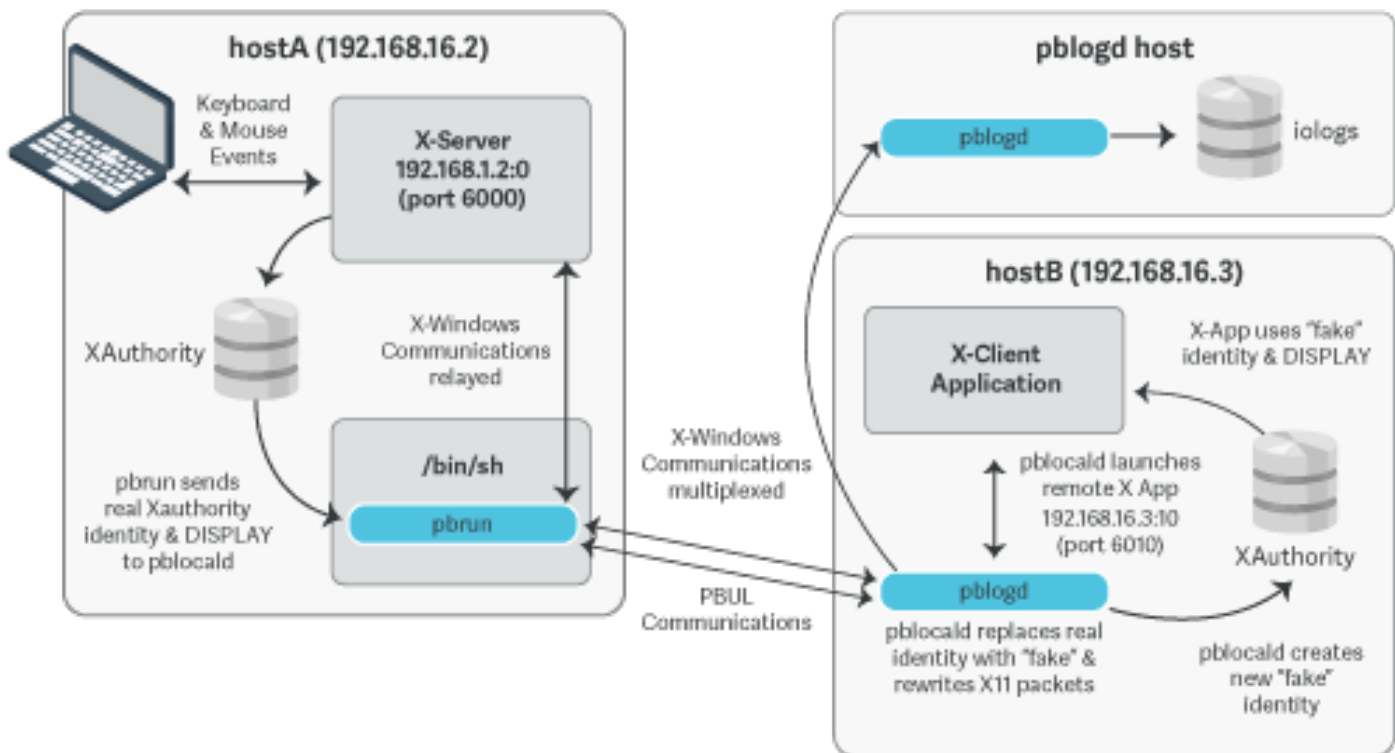 hostA (192.168.16.2)
Keyboard
& Mouse
Events
X-Server
192.168.1.2:0
(port 6000)
XAuthority
X-Windows
Communications
relayed
/bin/sh
pbrun
pbrun sends
real Xauthority
identity & DISPLAY
to pblocald
X-Windows
Communications
multiplexed
PBUL
Communications
pblogd host
pblogd
iologs
hostB (192.168.16.3)
X-Client
Application
X-App uses "fake"
identity & DISPLAY
pblocald launches
remote X App
192.168.16.3:10
(port 6010)
XAuthority
pblogd
pblocald replaces real
identity with "fake" &
rewrites X11 packets
pblocald creates
new "fake"
identity